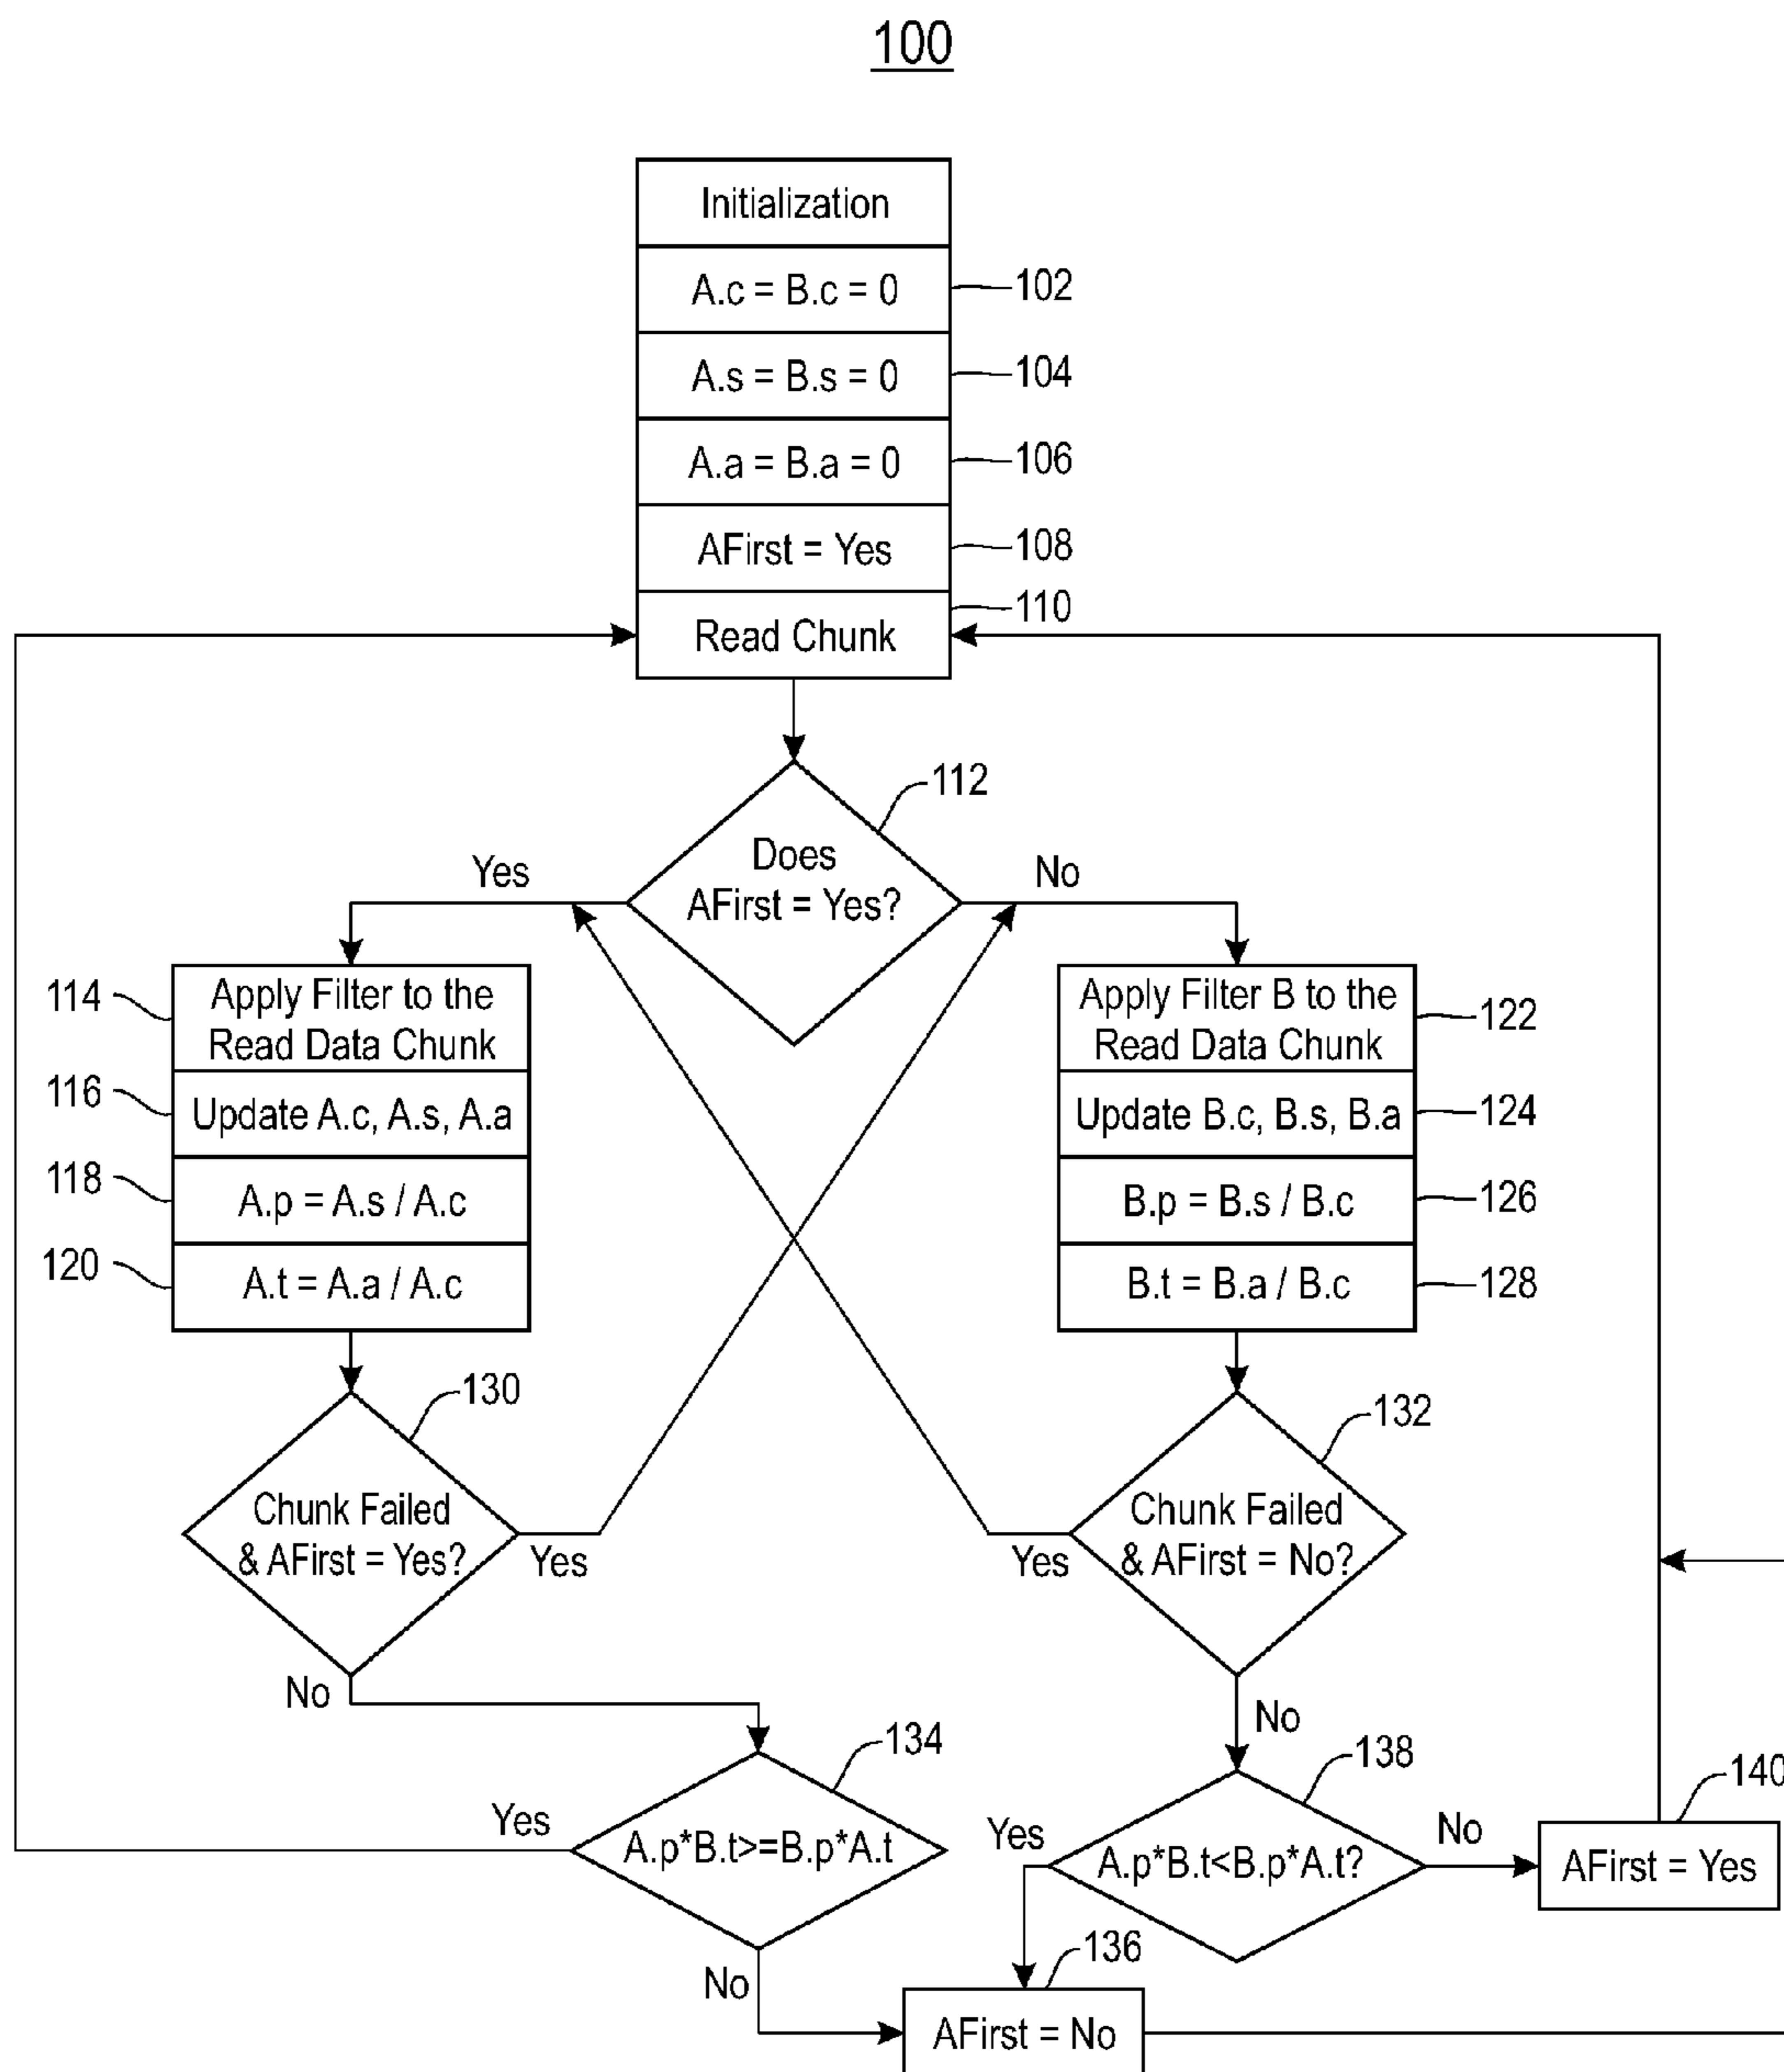 100
Initialization
A.c = B.c = 0
102
A.s = B.s = 0
104
A.a = B.a = 0
106
AFirst = Yes
108
110
Read Chunk
112
Does
AFirst = Yes?
Yes
No
114
Apply Filter to the
Read Data Chunk
116
Update A.c, A.s, A.a
118
A.p = A.s / A.c
120
A.t = A.a / A.c
Apply Filter B to the
Read Data Chunk
122
Update B.c, B.s, B.a
124
B.p = B.s / B.c
126
B.t = B.a / B.c
128
130
Chunk Failed
& AFirst = Yes?
Yes
No
132
Chunk Failed
& AFirst = No?
Yes
No
134
A.p*B.t>=B.p*A.t
Yes
No
138
A.p*B.t<B.p*A.t?
Yes
No
140
AFirst = Yes
136
AFirst = No